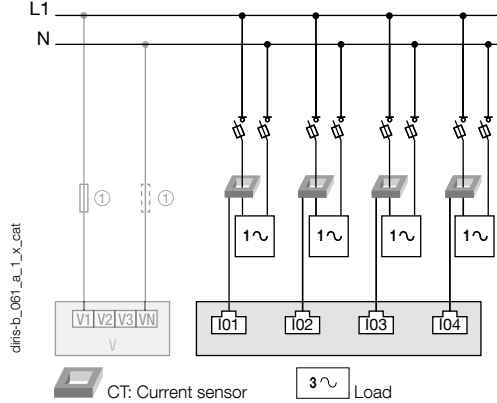 L1
N
① ①
1∿ 1∿ 1∿ 1∿
diris-b_061_a_1_x_cat
V1 V2 V3 VN
V
I01 I02 I03 I04
CT: Current sensor
3∿ Load